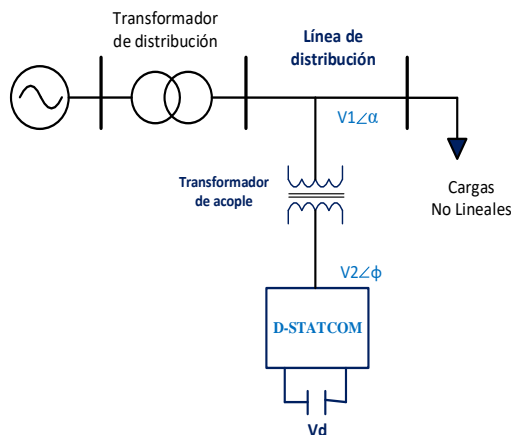 Transformador
de distribución
Línea de
distribución
V1∠α
Transformador
de acople
Cargas
No Lineales
V2∠ϕ
D-STATCOM
Vd